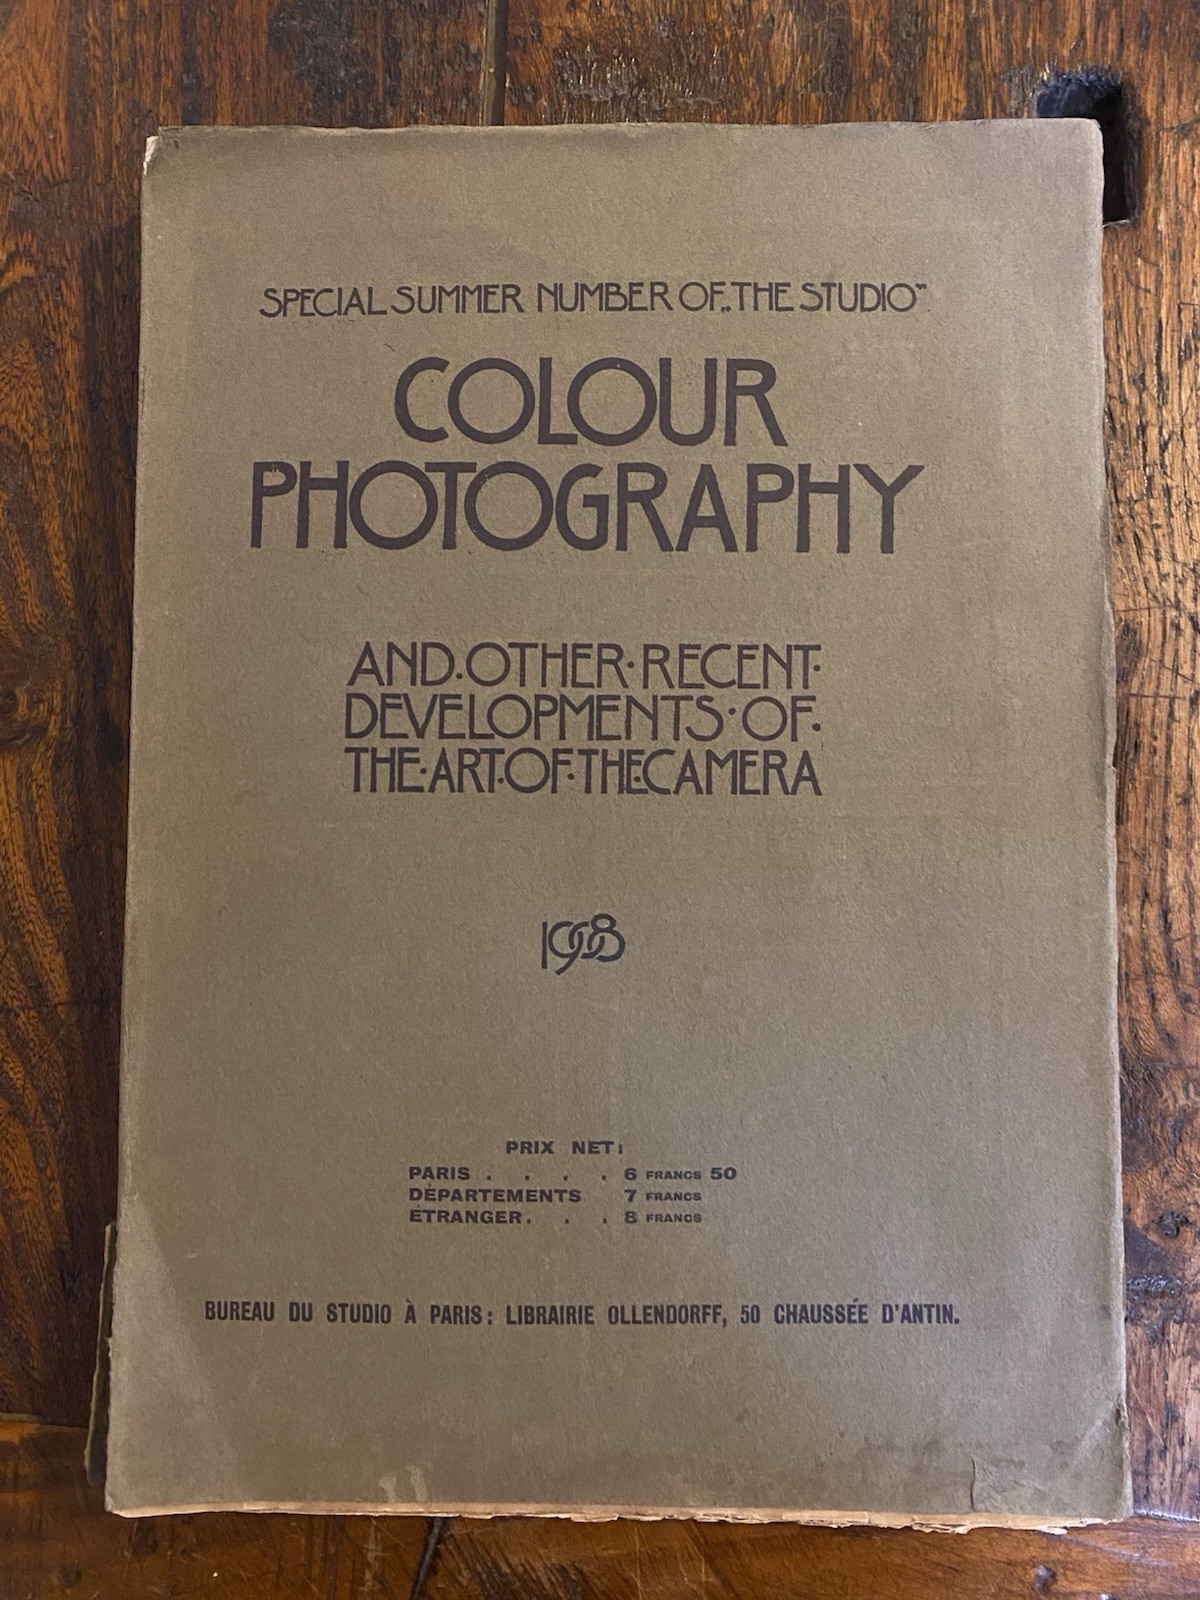 SPECIAL SUMMER NUMBER OF „THE STUDIO”
COLOUR
PHOTOGRAPHY
AND·OTHER·RECENT·
DEVELOPMENTS·OF·
THE·ART·OF·THE·CAMERA
1908
PRIX NET:
PARIS . . . . 6 FRANCS 50
DÉPARTEMENTS 7 FRANCS
ÉTRANGER. . . 8 FRANCS
BUREAU DU STUDIO À PARIS: LIBRAIRIE OLLENDORFF, 50 CHAUSSÉE D'ANTIN.